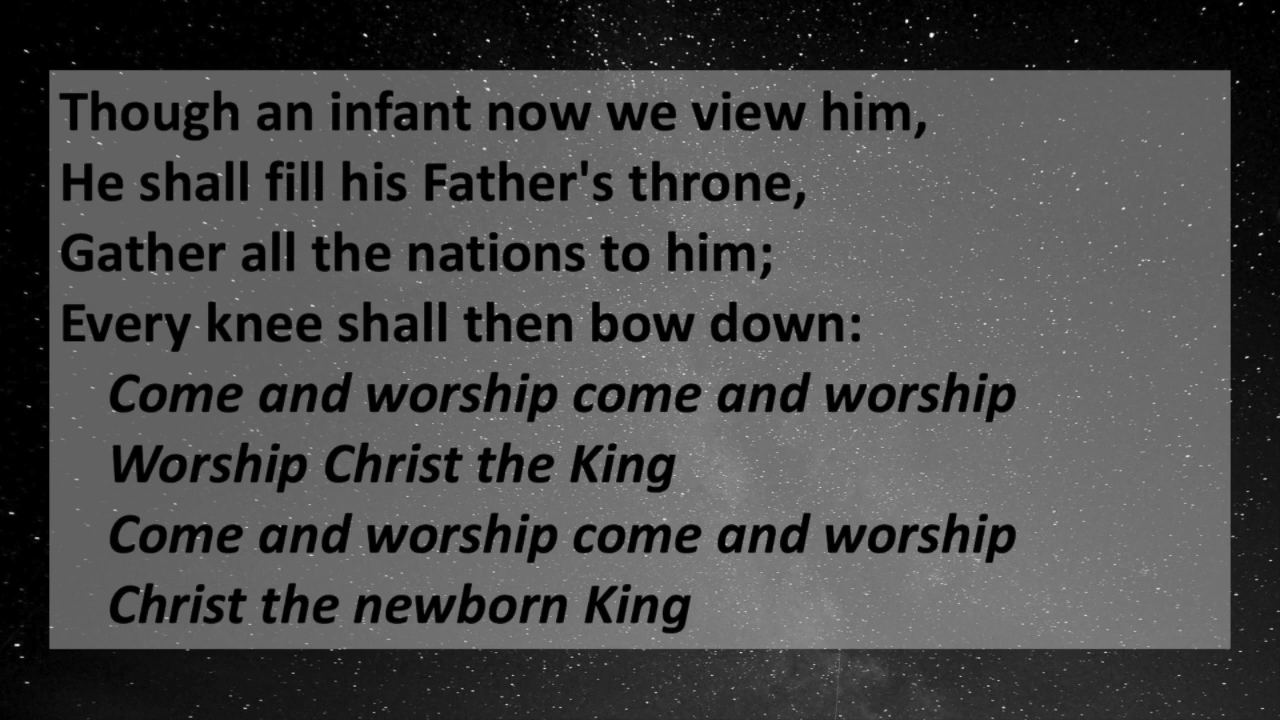 Though an infant now we view him,
He shall fill his Father's throne,
Gather all the nations to him;
Every knee shall then bow down:
Come and worship come and worship
Worship Christ the King
Come and worship come and worship
Christ the newborn King